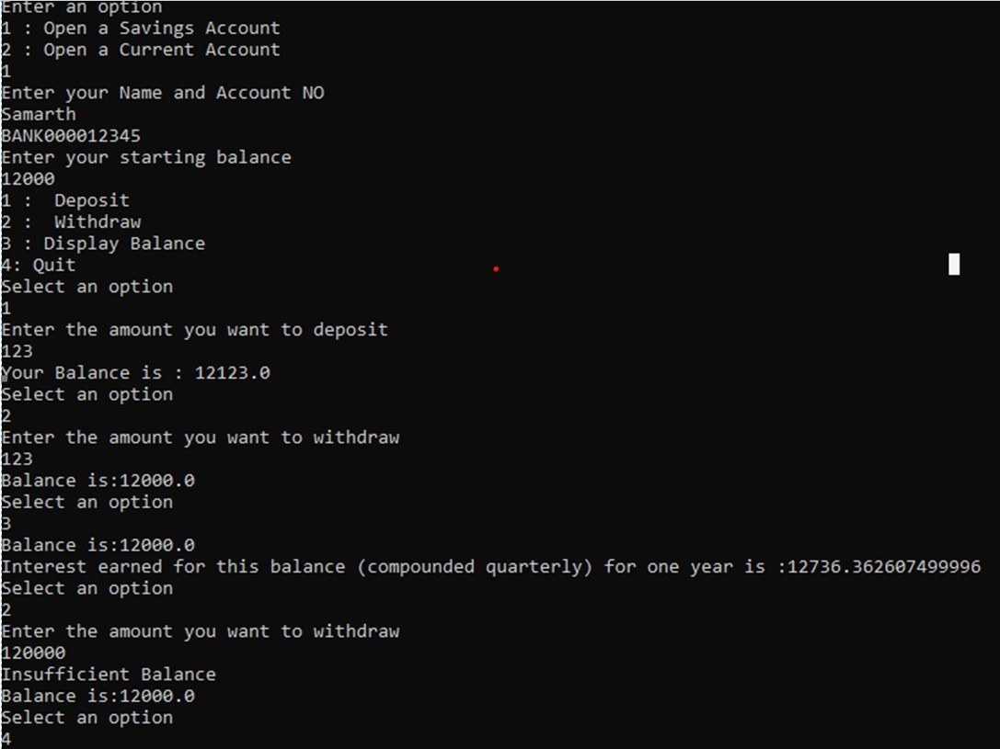 Enter an option
1 : Open a Savings Account
2 : Open a Current Account
1
Enter your Name and Account NO
Samarth
BANK000012345
Enter your starting balance
12000
1 :  Deposit
2 :  Withdraw
3 : Display Balance
4: Quit
Select an option
1
Enter the amount you want to deposit
123
Your Balance is : 12123.0
Select an option
2
Enter the amount you want to withdraw
123
Balance is:12000.0
Select an option
3
Balance is:12000.0
Interest earned for this balance (compounded quarterly) for one year is :12736.362607499996
Select an option
2
Enter the amount you want to withdraw
120000
Insufficient Balance
Balance is:12000.0
Select an option
4